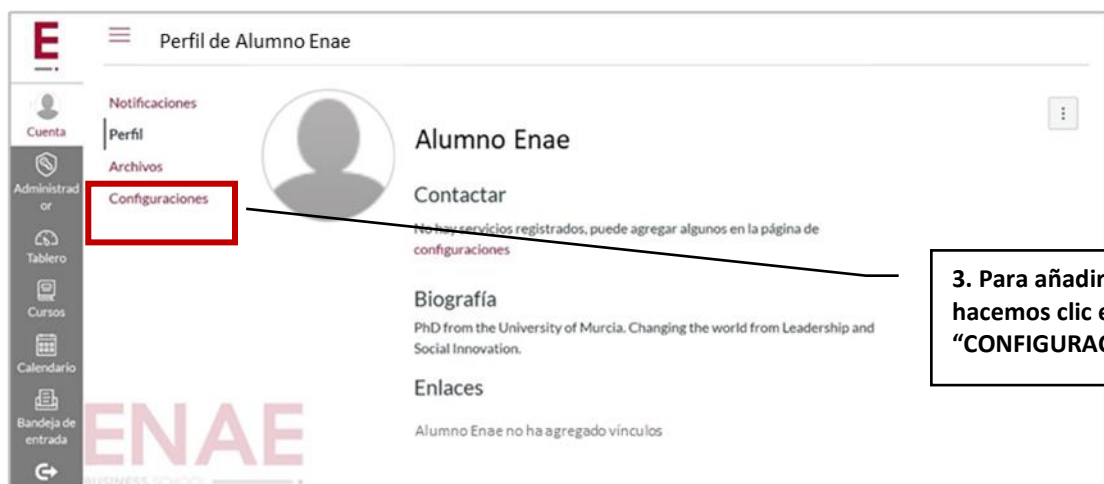 E
Perfil de Alumno Enae
Cuenta
Administrad
or
Tablero
Cursos
Calendario
Bandeja de
entrada
Notificaciones
Perfil
Archivos
Configuraciones
Alumno Enae
Contactar
No hay servicios registrados, puede agregar algunos en la página de
configuraciones
Biografía
PhD from the University of Murcia. Changing the world from Leadership and
Social Innovation.
Enlaces
Alumno Enae no ha agregado vínculos
3. Para añadir
hacemos clic
“CONFIGURAC
ENAE
BUSINESS SCHOOL